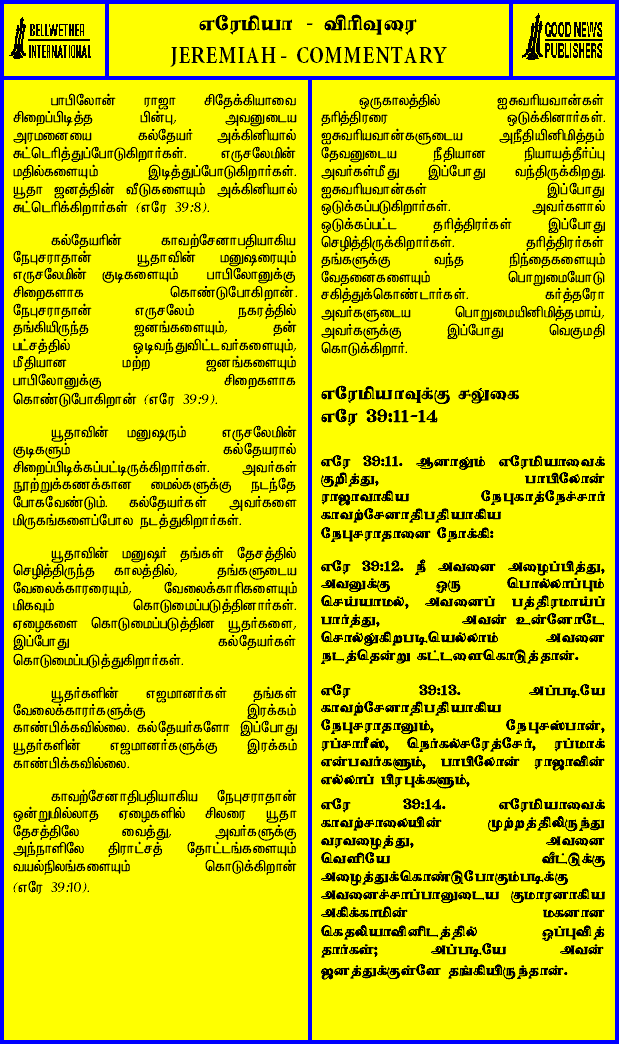 BELLWETHER
INTERNATIONAL
எரேமியா - விரிவுரை
JEREMIAH - COMMENTARY
GOOD NEWS
PUBLISHERS
பாபிலோன் ராஜா சிதேக்கியாவை
சிறைப்பிடித்த பின்பு, அவனுடைய
அரமனையை கல்தேயர் அக்கினியால்
சுட்டெரித்துப்போடுகிறார்கள். எருசலேமின்
மதில்களையும் இடித்துப்போடுகிறார்கள்.
யூதா ஜனத்தின் வீடுகளையும் அக்கினியால்
சுட்டெரிக்கிறார்கள் (எரே 39:8).
கல்தேயரின் காவற்சேனாபதியாகிய
நேபுசராதான் யூதாவின் மனுஷரையும்
எருசலேமின் குடிகளையும் பாபிலோனுக்கு
சிறைகளாக கொண்டுபோகிறான்.
நேபுசராதான் எருசலேம் நகரத்தில்
தங்கியிருந்த ஜனங்களையும், தன்
பட்சத்தில் ஓடிவந்துவிட்டவர்களையும்,
மீதியான மற்ற ஜனங்களையும்
பாபிலோனுக்கு சிறைகளாக
கொண்டுபோகிறான் (எரே 39:9).
யூதாவின் மனுஷரும் எருசலேமின்
குடிகளும் கல்தேயரால்
சிறைப்பிடிக்கப்பட்டிருக்கிறார்கள். அவர்கள்
நூற்றுக்கணக்கான மைல்களுக்கு நடந்தே
போகவேண்டும். கல்தேயர்கள் அவர்களை
மிருகங்களைப்போல நடத்துகிறார்கள்.
யூதாவின் மனுஷர் தங்கள் தேசத்தில்
செழித்திருந்த காலத்தில், தங்களுடைய
வேலைக்காரரையும், வேலைக்காரிகளையும்
மிகவும் கொடுமைப்படுத்தினார்கள்.
ஏழைகளை கொடுமைப்படுத்தின யூதர்களை,
இப்போது கல்தேயர்கள்
கொடுமைப்படுத்துகிறார்கள்.
யூதர்களின் எஜமானர்கள் தங்கள்
வேலைக்காரர்களுக்கு இரக்கம்
காண்பிக்கவில்லை. கல்தேயர்களோ இப்போது
யூதர்களின் எஜமானர்களுக்கு இரக்கம்
காண்பிக்கவில்லை.
காவற்சேனாதிபதியாகிய நேபுசராதான்
ஒன்றுமில்லாத ஏழைகளில் சிலரை யூதா
தேசத்திலே வைத்து, அவர்களுக்கு
அந்நாளிலே திராட்சத் தோட்டங்களையும்
வயல்நிலங்களையும் கொடுக்கிறான்
(எரே 39:10).
ஒருகாலத்தில் ஐசுவரியவான்கள்
தரித்திரரை ஒடுக்கினார்கள்.
ஐசுவரியவான்களுடைய அநீதியினிமித்தம்
தேவனுடைய நீதியான நியாயத்தீர்ப்பு
அவர்கள்மீது இப்போது வந்திருக்கிறது.
ஐசுவரியவான்கள் இப்போது
ஒடுக்கப்படுகிறார்கள். அவர்களால்
ஒடுக்கப்பட்ட தரித்திரர்கள் இப்போது
செழித்திருக்கிறார்கள். தரித்திரர்கள்
தங்களுக்கு வந்த நிந்தைகளையும்
வேதனைகளையும் பொறுமையோடு
சகித்துக்கொண்டார்கள். கர்த்தரோ
அவர்களுடைய பொறுமையினிமித்தமாய்,
அவர்களுக்கு இப்போது வெகுமதி
கொடுக்கிறார்.
எரேமியாவுக்கு சலுகை
எரே 39:11-14
எரே 39:11. ஆனாலும் எரேமியாவைக்
குறித்து, பாபிலோன்
ராஜாவாகிய நேபுகாத்நேச்சார்
காவற்சேனாதிபதியாகிய
நேபுசராதானை நோக்கி:
எரே 39:12. நீ அவனை அழைப்பித்து,
அவனுக்கு ஒரு பொல்லாப்பும்
செய்யாமல், அவனைப் பத்திரமாய்ப்
பார்த்து, அவன் உன்னோடே
சொல்லுகிறபடியெல்லாம் அவனை
நடத்தென்று கட்டளைகொடுத்தான்.
எரே 39:13. அப்படியே
காவற்சேனாதிபதியாகிய
நேபுசராதானும், நேபுசஸ்பான்,
ரப்சாரீஸ், நெர்கல்சரேத்சேர், ரப்மாக்
என்பவர்களும், பாபிலோன் ராஜாவின்
எல்லாப் பிரபுக்களும்,
எரே 39:14. எரேமியாவைக்
காவற்சாலையின் முற்றத்திலிருந்து
வரவழைத்து, அவனை
வெளியே வீட்டுக்கு
அழைத்துக்கொண்டுபோகும்படிக்கு
அவனைச்சாப்பானுடைய குமாரனாகிய
அகிக்காமின் மகனான
கெதலியாவினிடத்தில் ஒப்புவித்
தார்கள்; அப்படியே அவன்
ஜனத்துக்குள்ளே தங்கியிருந்தான்.